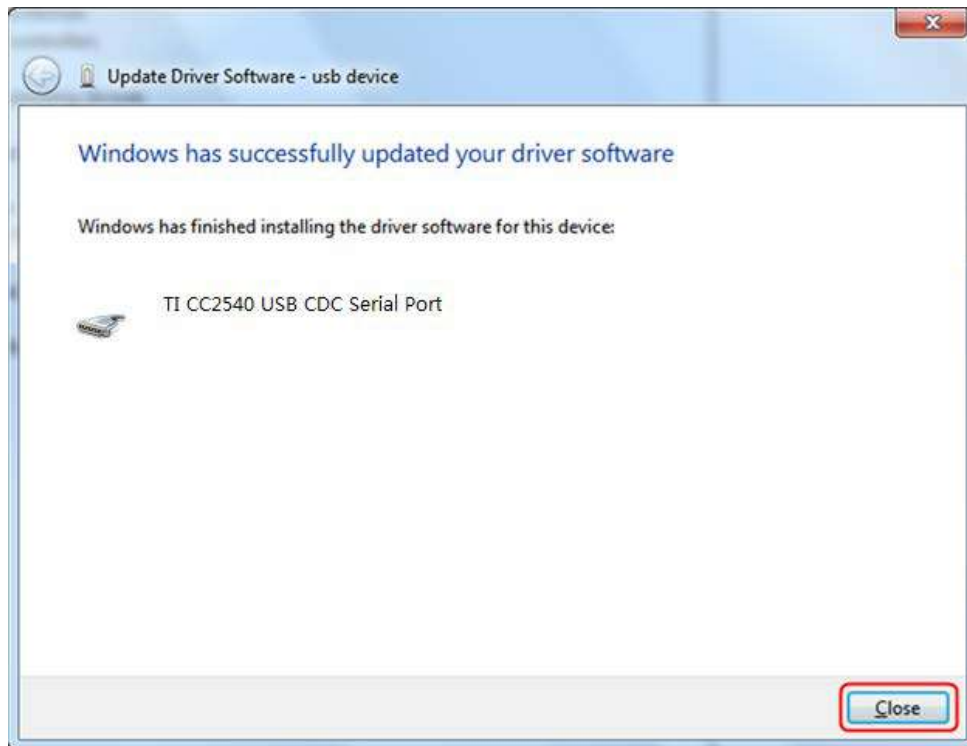 Update Driver Software - usb device
Windows has successfully updated your driver software
Windows has finished installing the driver software for this device:
TI CC2540 USB CDC Serial Port
Close